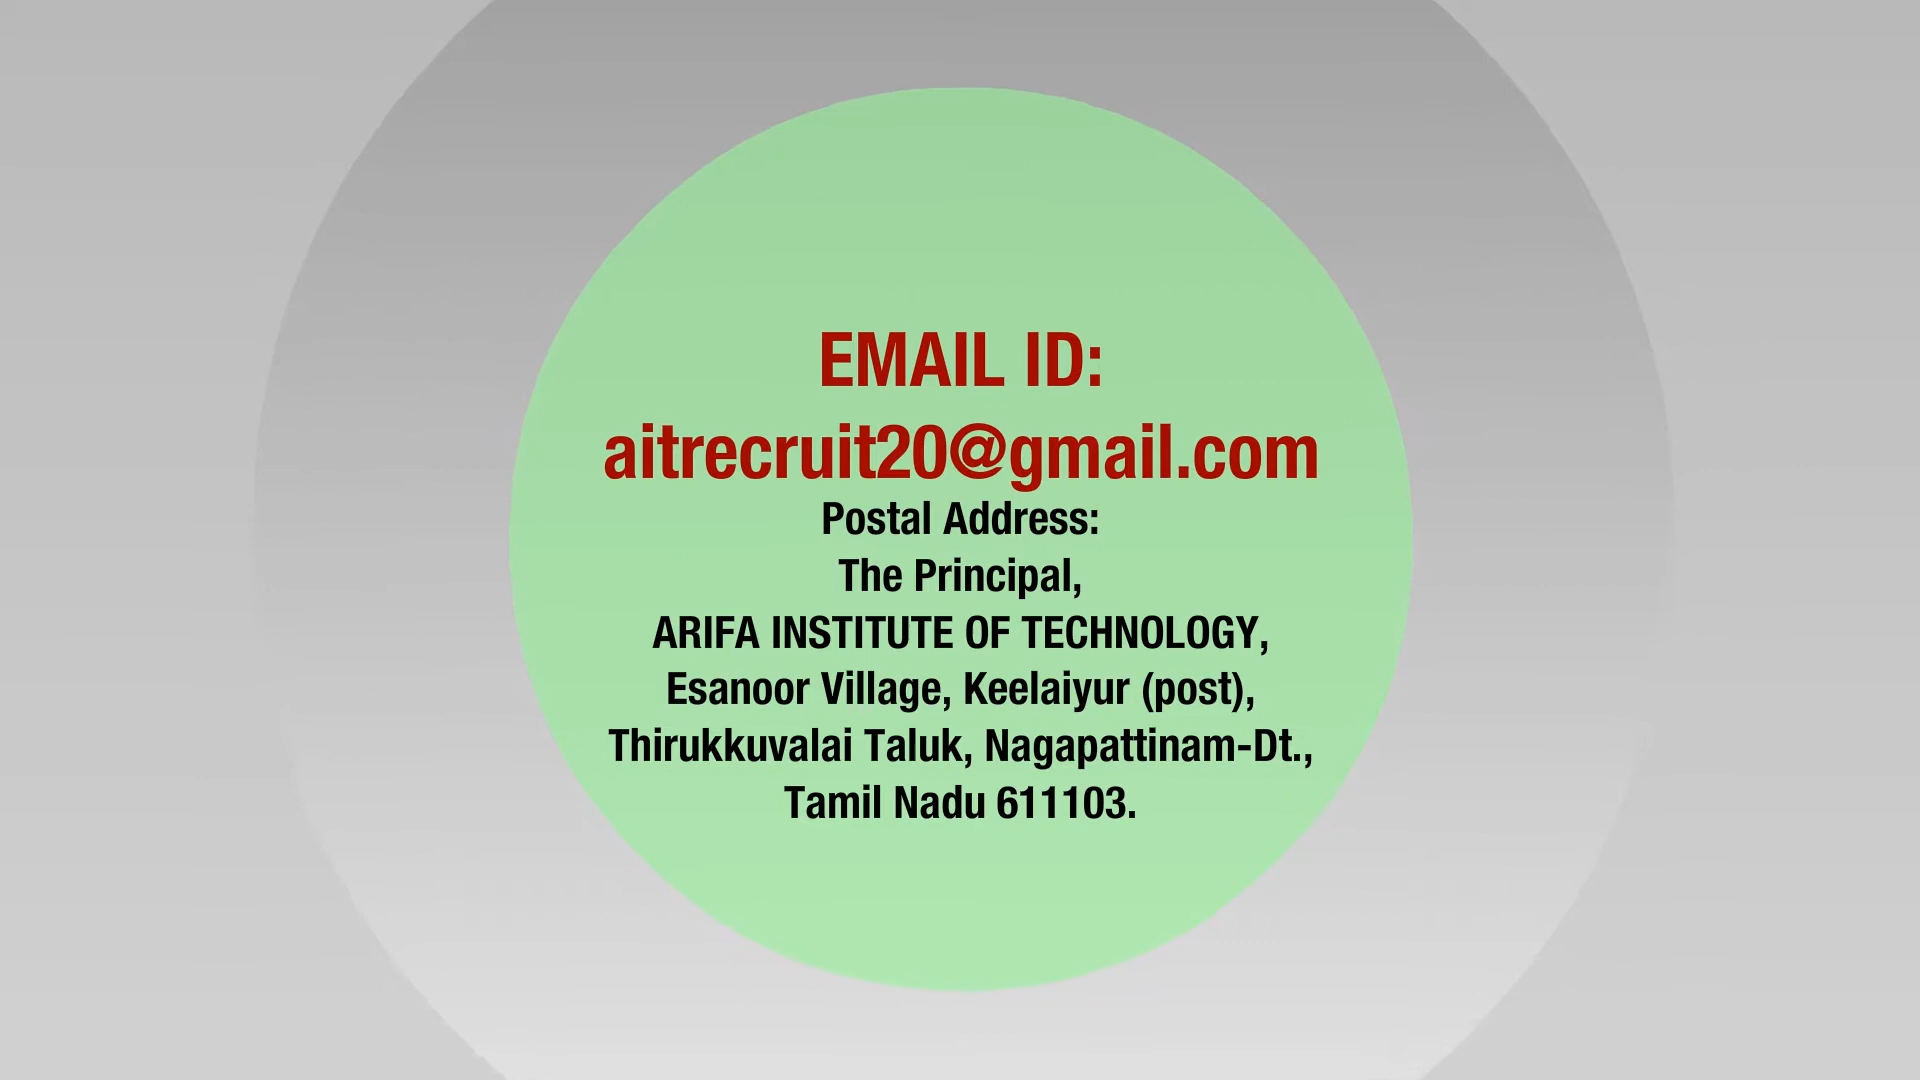 EMAIL ID:
aitrecruit20@gmail.com
Postal Address:
The Principal,
ARIFA INSTITUTE OF TECHNOLOGY,
Esanoor Village, Keelaiyur (post),
Thirukkuvalai Taluk, Nagapattinam-Dt.,
Tamil Nadu 611103.